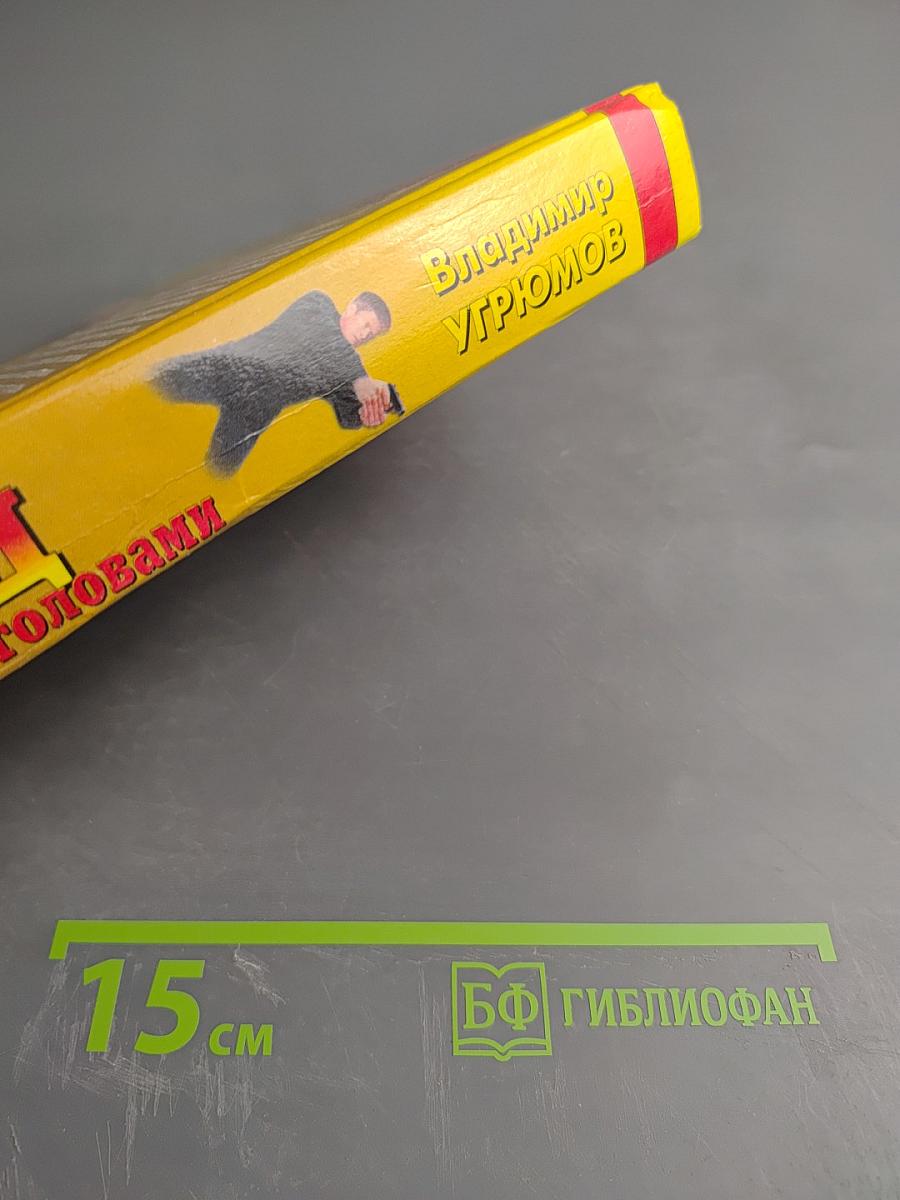 Владимир
УГРЮМОВ
Д
головами
15 см
БФ ГИБЛИОФАН